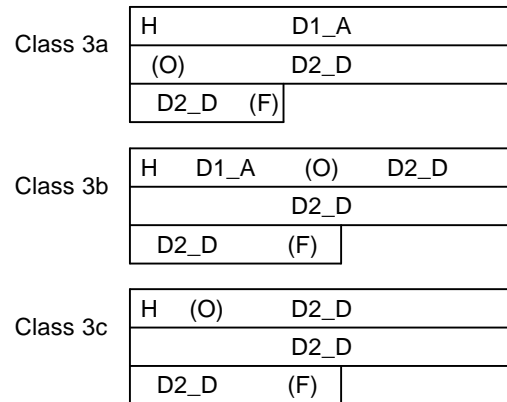 Class 3a
H D1_A
(O) D2_D
D2_D (F)
Class 3b
H D1_A (O) D2_D
D2_D
D2_D (F)
Class 3c
H (O) D2_D
D2_D
D2_D (F)